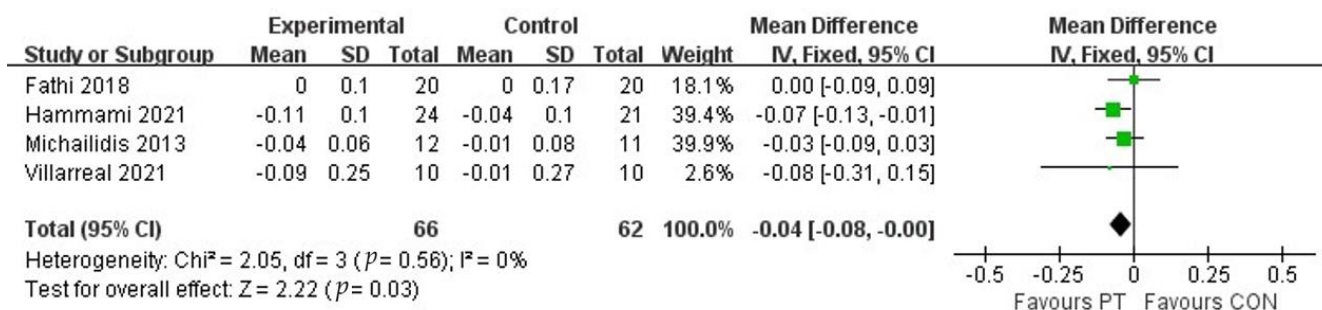 Experimental Control Mean Difference Mean Difference
Study or Subgroup Mean SD Total Mean SD Total Weight IV, Fixed, 95% CI IV, Fixed, 95% CI
Fathi 2018 0 0.1 20 0 0.17 20 18.1% 0.00 [-0.09, 0.09]
Hammami 2021 -0.11 0.1 24 -0.04 0.1 21 39.4% -0.07 [-0.13, -0.01]
Michailidis 2013 -0.04 0.06 12 -0.01 0.08 11 39.9% -0.03 [-0.09, 0.03]
Villarreal 2021 -0.09 0.25 10 -0.01 0.27 10 2.6% -0.08 [-0.31, 0.15]
Total (95% CI) 66 62 100.0% -0.04 [-0.08, -0.00]
Heterogeneity: Chi² = 2.05, df = 3 (P = 0.56); I² = 0%
Test for overall effect: Z = 2.22 (P = 0.03)
-0.5 -0.25 0 0.25 0.5
Favours PT Favours CON